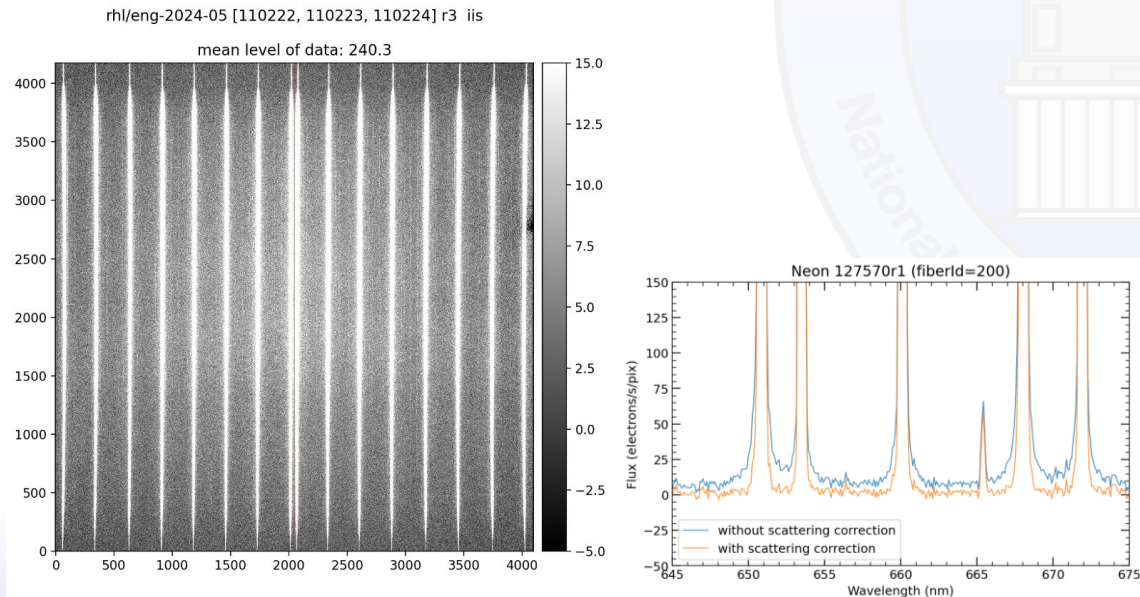 rhl/eng-2024-05 [110222, 110223, 110224] r3 iis
mean level of data: 240.3
4000
3500
3000
2500
2000
1500
1000
500
0
0 500 1000 1500 2000 2500 3000 3500 4000
15.0
12.5
10.0
7.5
5.0
2.5
0.0
−2.5
−5.0
National
Neon 127570r1 (fiberId=200)
150
125
100
75
50
25
0
−25
−50
Flux (electrons/s/pix)
without scattering correction
with scattering correction
645 650 655 660 665 670 675
Wavelength (nm)